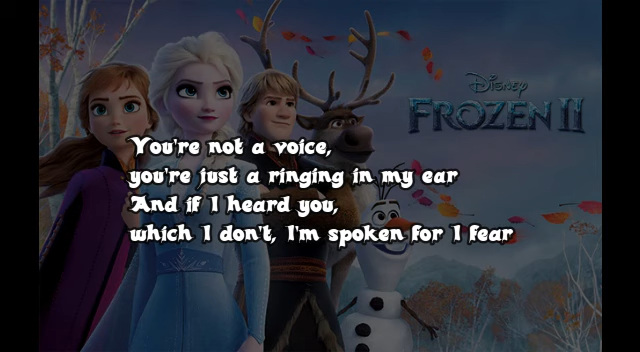 Disney
FROZEN II
You're not a voice,
you're just a ringing in my ear
And if I heard you,
which I don't, I'm spoken for I fear